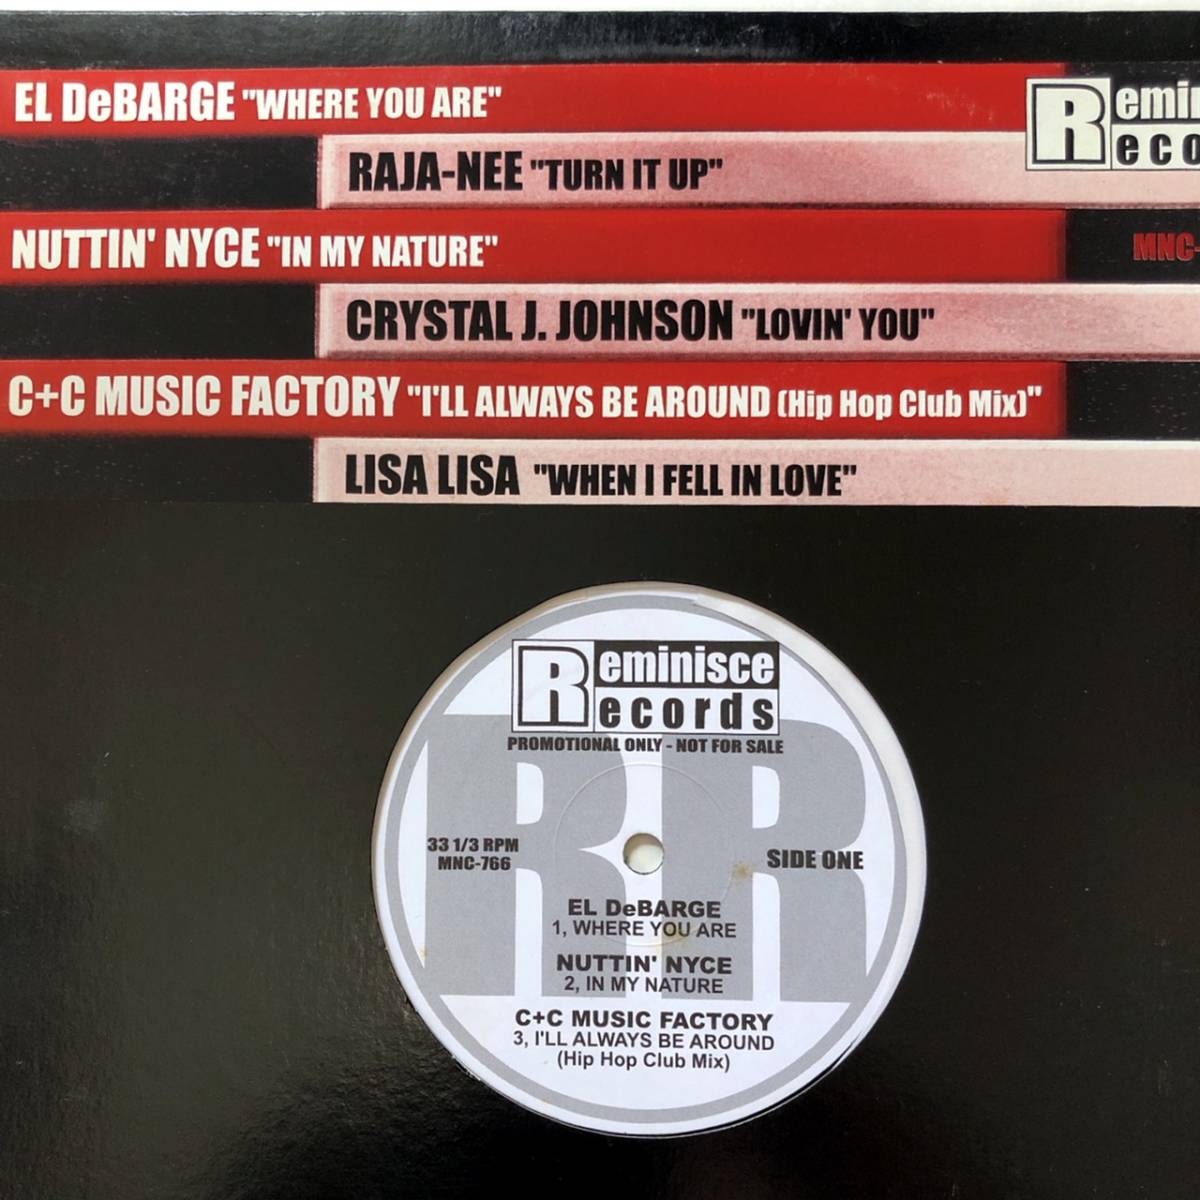 EL DeBARGE "WHERE YOU ARE"
RAJA-NEE "TURN IT UP"
NUTTIN' NYCE "IN MY NATURE"
MNC-
CRYSTAL J. JOHNSON "LOVIN' YOU"
C+C MUSIC FACTORY "I'LL ALWAYS BE AROUND (Hip Hop Club Mix)"
LISA LISA "WHEN I FELL IN LOVE"
Reminisce
Records
PROMOTIONAL ONLY - NOT FOR SALE
33 1/3 RPM
MNC-766
SIDE ONE
EL DeBARGE
1, WHERE YOU ARE
NUTTIN' NYCE
2, IN MY NATURE
C+C MUSIC FACTORY
3, I'LL ALWAYS BE AROUND
(Hip Hop Club Mix)